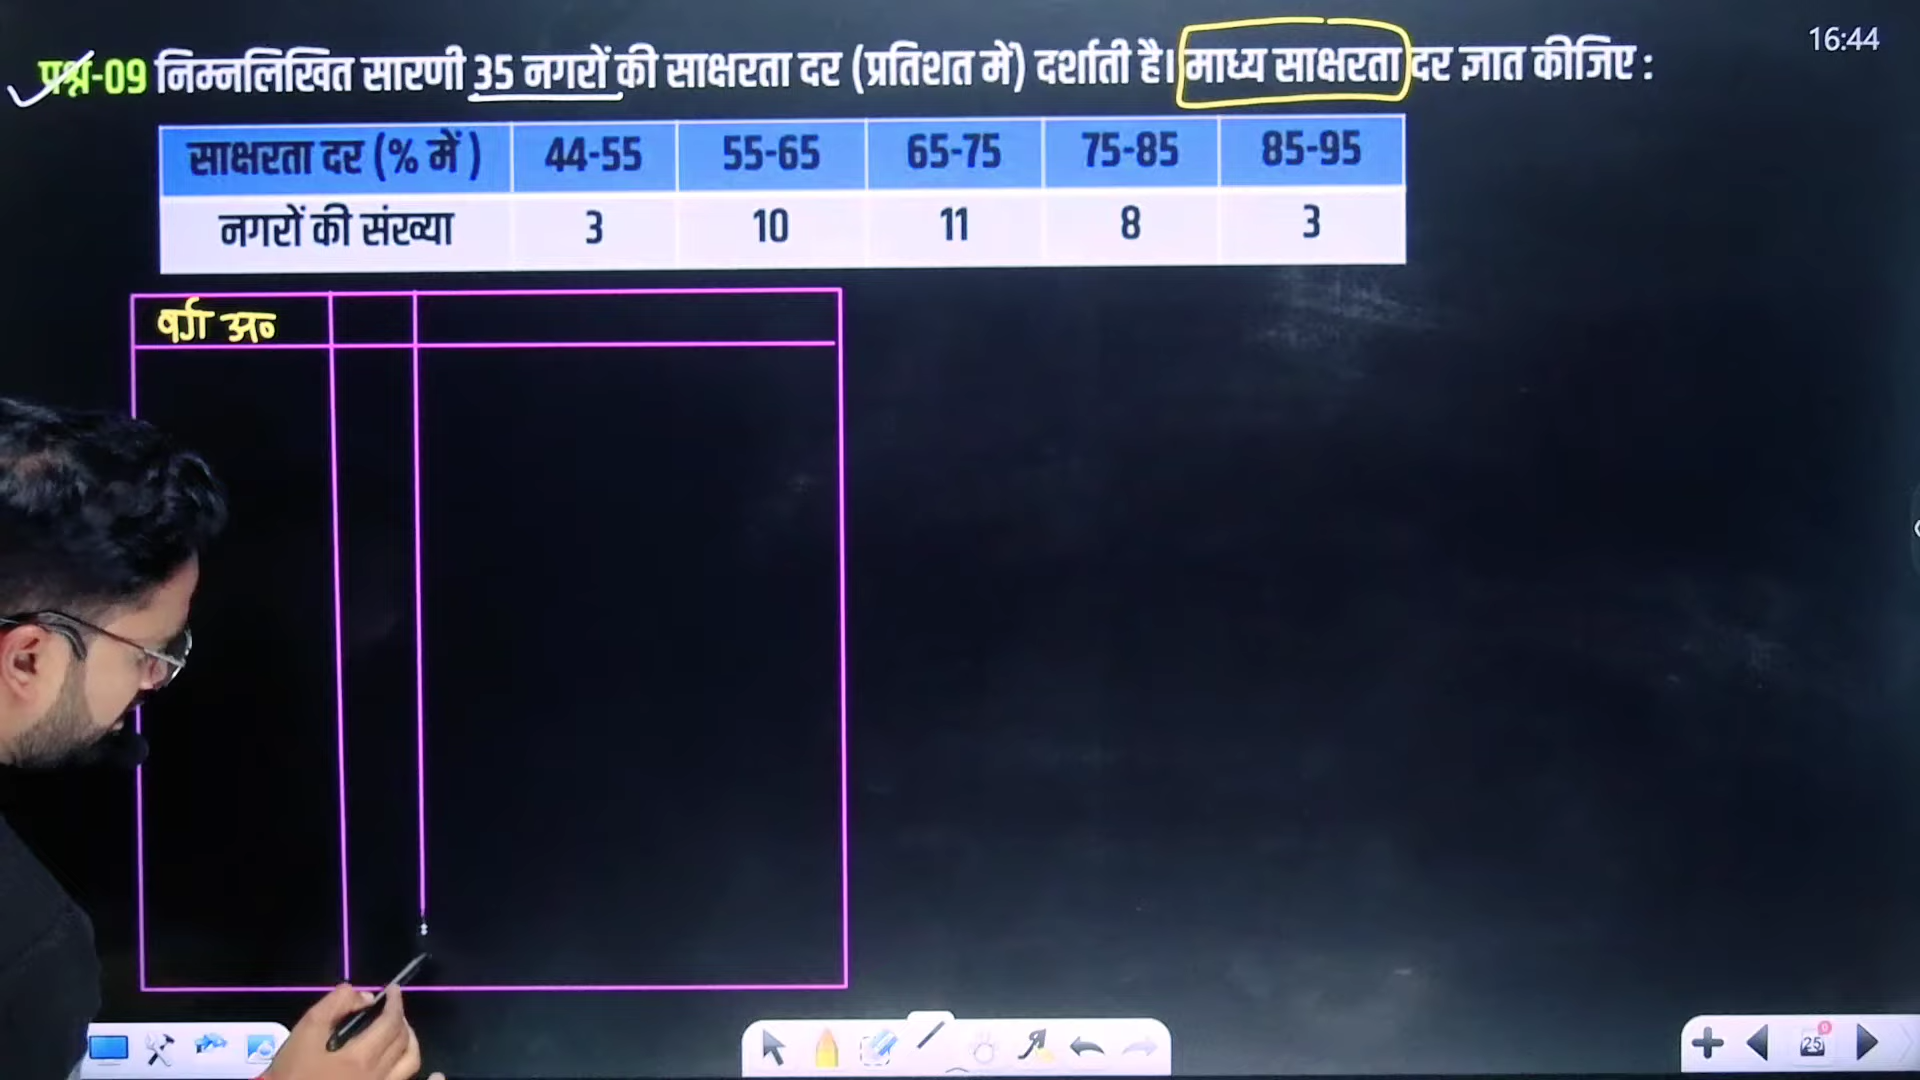 16:44
प्रश्न-09 निम्नलिखित सारणी 35 नगरों की साक्षरता दर (प्रतिशत में) दर्शाती है। माध्य साक्षरता दर ज्ञात कीजिए :
साक्षरता दर (% में ) 44-55 55-65 65-75 75-85 85-95
नगरों की संख्या 3 10 11 8 3
वर्ग अ०
25
0